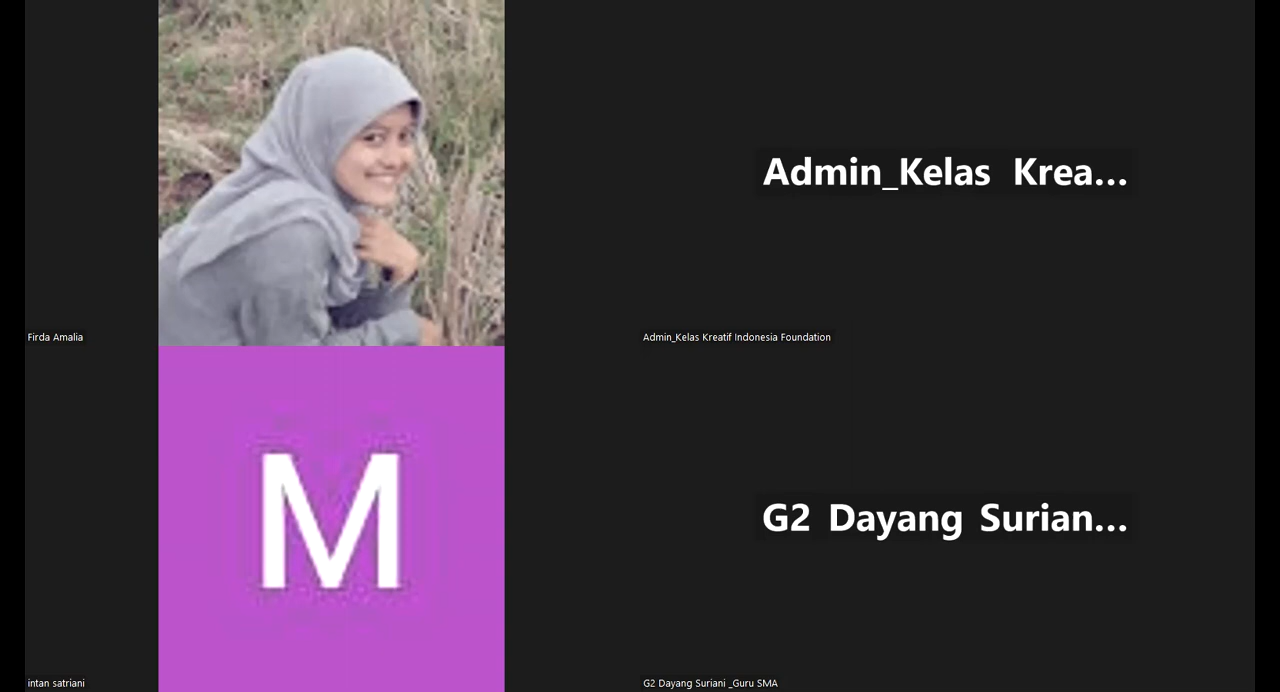 Admin_Kelas Krea...
Firda Amalia
Admin_Kelas Kreatif Indonesia Foundation
M
G2 Dayang Surian...
intan satriani
G2 Dayang Suriani _Guru SMA